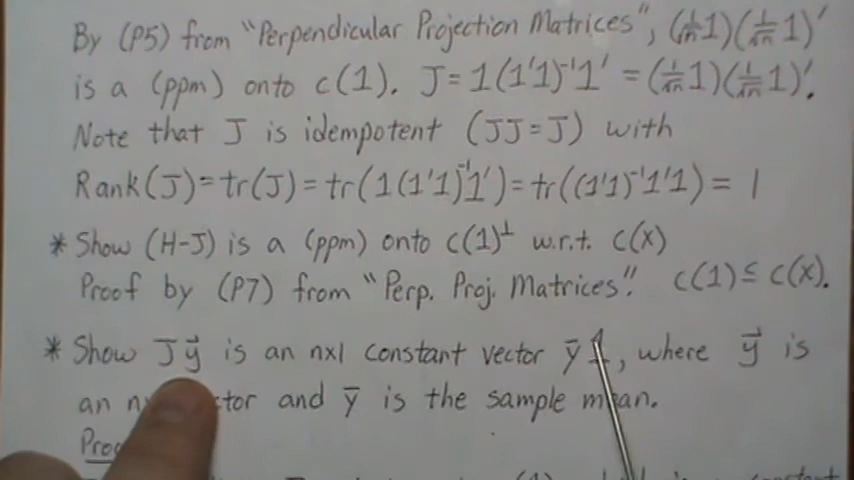 By (P5) from "Perpendicular Projection Matrices", (1/√n 1)(1/√n 1)'
is a (ppm) onto c(1). J = 1(1'1)⁻¹1' = (1/√n 1)(1/√n 1)'.
Note that J is idempotent (JJ=J) with
Rank(J) = tr(J) = tr(1(1'1)⁻¹1') = tr((1'1)⁻¹1'1) = 1
* Show (H-J) is a (ppm) onto c(1)⊥ w.r.t. c(X)
Proof by (P7) from "Perp. Proj. Matrices". c(1) ≤ c(X).
* Show Jy⃗ is an nx1 constant vector ȳ1, where y⃗ is
an and ȳ is the sample mean.